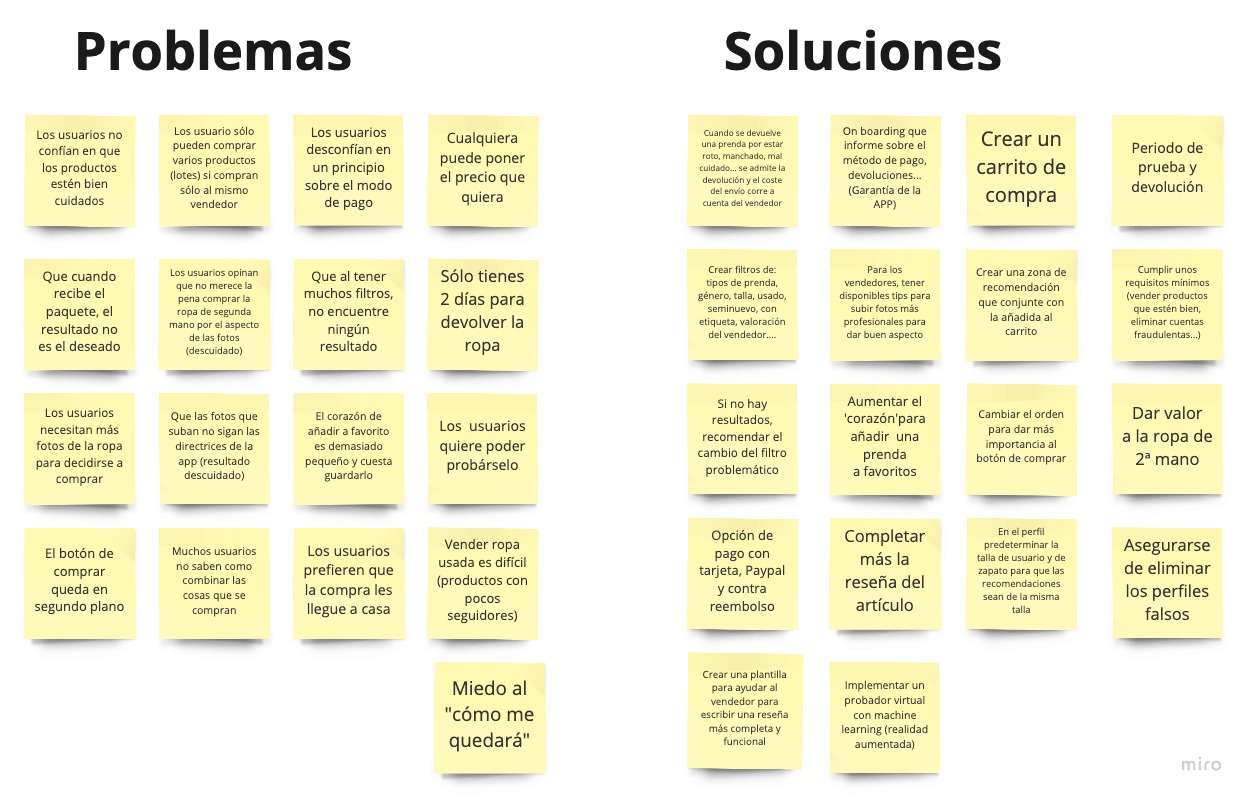 Problemas
Los usuarios no
confían en que
los productos
estén bien
cuidados
Los usuario sólo
pueden comprar
varios productos
(lotes) si compran
sólo al mismo
vendedor
Los usuarios
desconfían en
un principio
sobre el modo
de pago
Cualquiera
puede poner
el precio que
quiera
Que cuando
recibe el
paquete, el
resultado no
es el deseado
Los usuarios opinan
que no merece la
pena comprar la
ropa de segunda
mano por el aspecto
de las fotos
(descuidado)
Que al tener
muchos filtros,
no encuentre
ningún
resultado
Sólo tienes
2 días para
devolver la
ropa
Los usuarios
necesitan más
fotos de la ropa
para decidirse a
comprar
Que las fotos que
suban no sigan las
directrices de la
app (resultado
descuidado)
El corazón de
añadir a favorito
es demasiado
pequeño y cuesta
guardarlo
Los  usuarios
quiere poder
probárselo
El botón de
comprar
queda en
segundo plano
Muchos usuarios
no saben como
combinar las
cosas que se
compran
Los usuarios
prefieren que
la compra les
llegue a casa
Vender ropa
usada es difícil
(productos con
pocos
seguidores)
Miedo al
"cómo me
quedará"
Soluciones
Cuando se devuelve
una prenda por estar
roto, manchado, mal
cuidado... se admite la
devolución y el coste
del envío corre a
cuenta del vendedor
On boarding que
informe sobre el
método de pago,
devoluciones...
(Garantía de la
APP)
Crear un
carrito de
compra
Periodo de
prueba y
devolución
Crear filtros de:
tipos de prenda,
género, talla, usado,
seminuevo, con
etiqueta, valoración
del vendedor....
Para los
vendedores, tener
disponibles tips para
subir fotos más
profesionales para
dar buen aspecto
Crear una zona de
recomendación
que conjunte con
la añadida al
carrito
Cumplir unos
requisitos mínimos
(vender productos
que estén bien,
eliminar cuentas
fraudulentas...)
Si no hay
resultados,
recomendar el
cambio del filtro
problemático
Aumentar el
'corazón'para
añadir  una
prenda
a favoritos
Cambiar el orden
para dar más
importancia al
botón de comprar
Dar valor
a la ropa de
2ª mano
Opción de
pago con
tarjeta, Paypal
y contra
reembolso
Completar
más la
reseña del
artículo
En el perfil
predeterminar la
talla de usuario y de
zapato para que las
recomendaciones
sean de la misma
talla
Asegurarse
de eliminar
los perfiles
falsos
Crear una plantilla
para ayudar al
vendedor para
escribir una reseña
más completa y
funcional
Implementar un
probador virtual
con machine
learning (realidad
aumentada)
miro